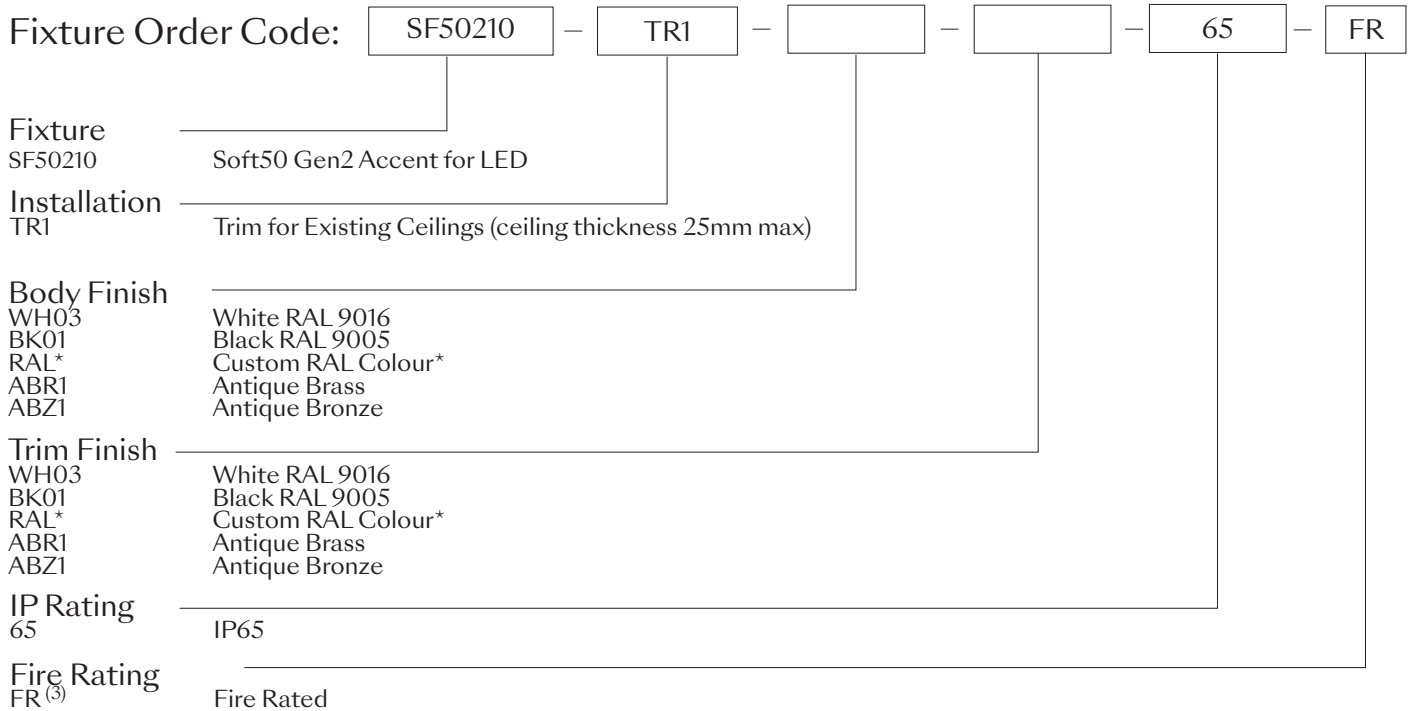 Fixture Order Code: SF50210 – TR1 – – – 65 – FR
Fixture
SF50210 Soft50 Gen2 Accent for LED
Installation
TR1 Trim for Existing Ceilings (ceiling thickness 25mm max)
Body Finish
WH03 White RAL 9016
BK01 Black RAL 9005
RAL* Custom RAL Colour*
ABR1 Antique Brass
ABZ1 Antique Bronze
Trim Finish
WH03 White RAL 9016
BK01 Black RAL 9005
RAL* Custom RAL Colour*
ABR1 Antique Brass
ABZ1 Antique Bronze
IP Rating
65 IP65
Fire Rating
FR (3) Fire Rated